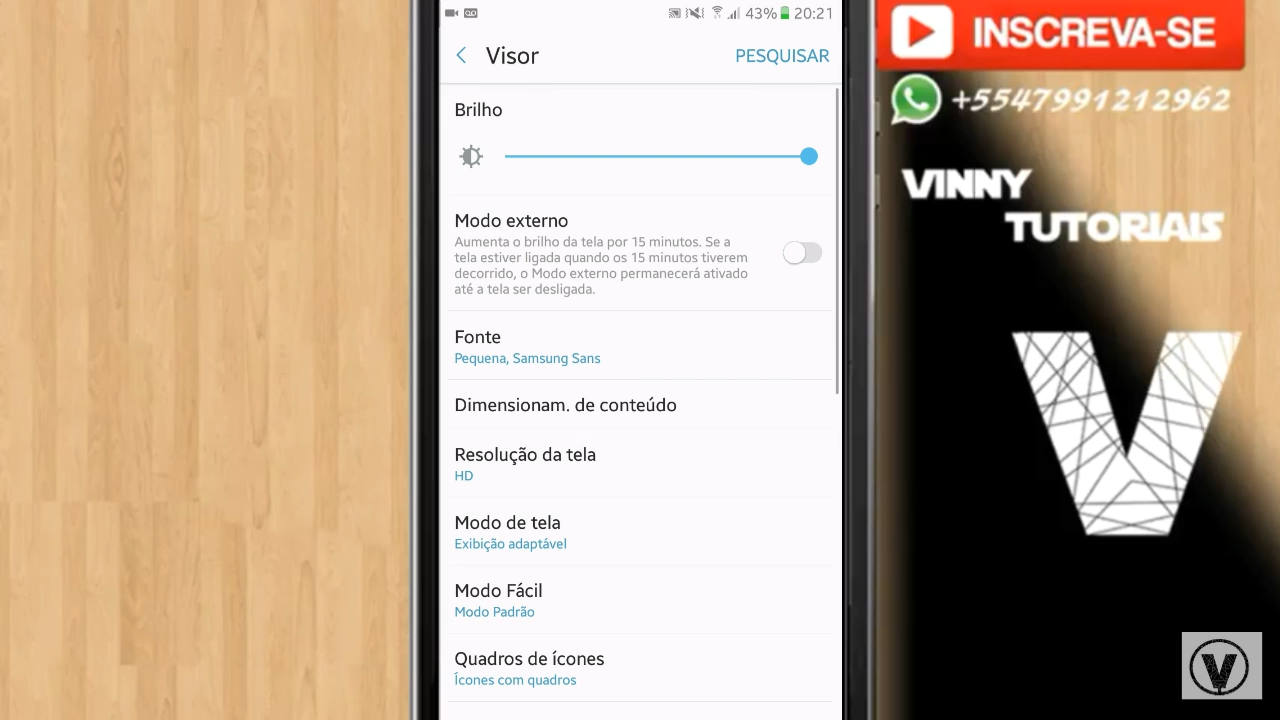 43% 20:21
Visor
PESQUISAR
Brilho
Modo externo
Aumenta o brilho da tela por 15 minutos. Se a
tela estiver ligada quando os 15 minutos tiverem
decorrido, o Modo externo permanecerá ativado
até a tela ser desligada.
Fonte
Pequena, Samsung Sans
Dimensionam. de conteúdo
Resolução da tela
HD
Modo de tela
Exibição adaptável
Modo Fácil
Modo Padrão
Quadros de ícones
Ícones com quadros
INSCREVA-SE
+5547991212962
VINNY
TUTORIAIS
V
V